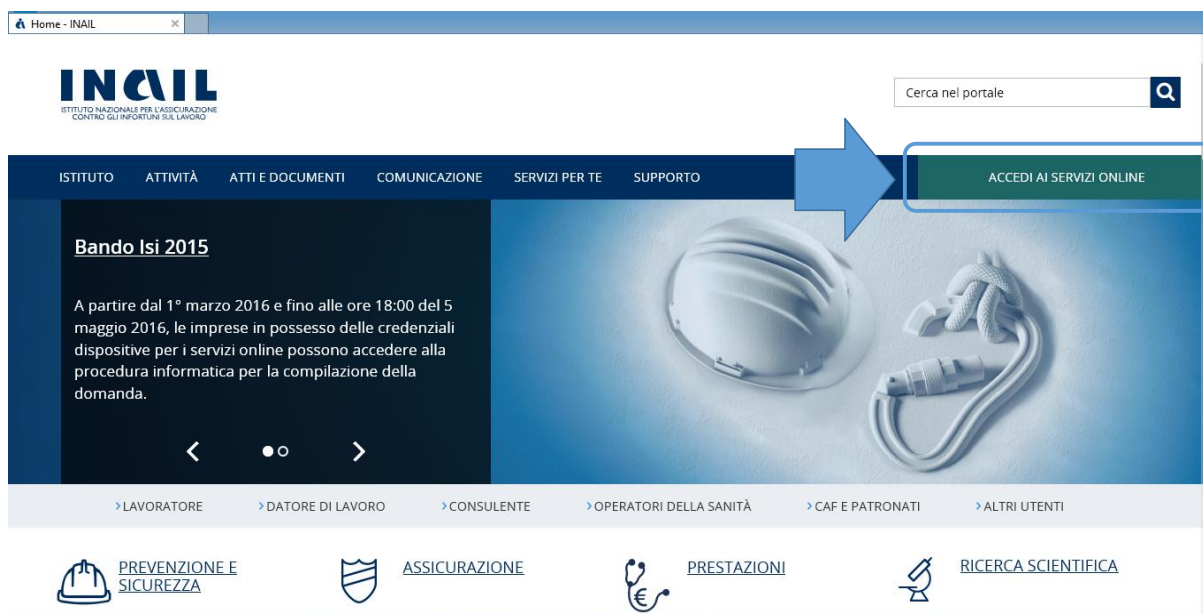 Home - INAIL
INAIL
ISTITUTO NAZIONALE PER L'ASSICURAZIONE
CONTRO GLI INFORTUNI SUL LAVORO
Cerca nel portale
ISTITUTO ATTIVITÀ ATTI E DOCUMENTI COMUNICAZIONE SERVIZI PER TE SUPPORTO ACCEDI AI SERVIZI ONLINE
Bando Isi 2015
A partire dal 1° marzo 2016 e fino alle ore 18:00 del 5
maggio 2016, le imprese in possesso delle credenziali
dispositive per i servizi online possono accedere alla
procedura informatica per la compilazione della
domanda.
LAVORATORE DATORE DI LAVORO CONSULENTE OPERATORI DELLA SANITÀ CAF E PATRONATI ALTRI UTENTI
PREVENZIONE E
SICUREZZA
ASSICURAZIONE
€
PRESTAZIONI
RICERCA SCIENTIFICA